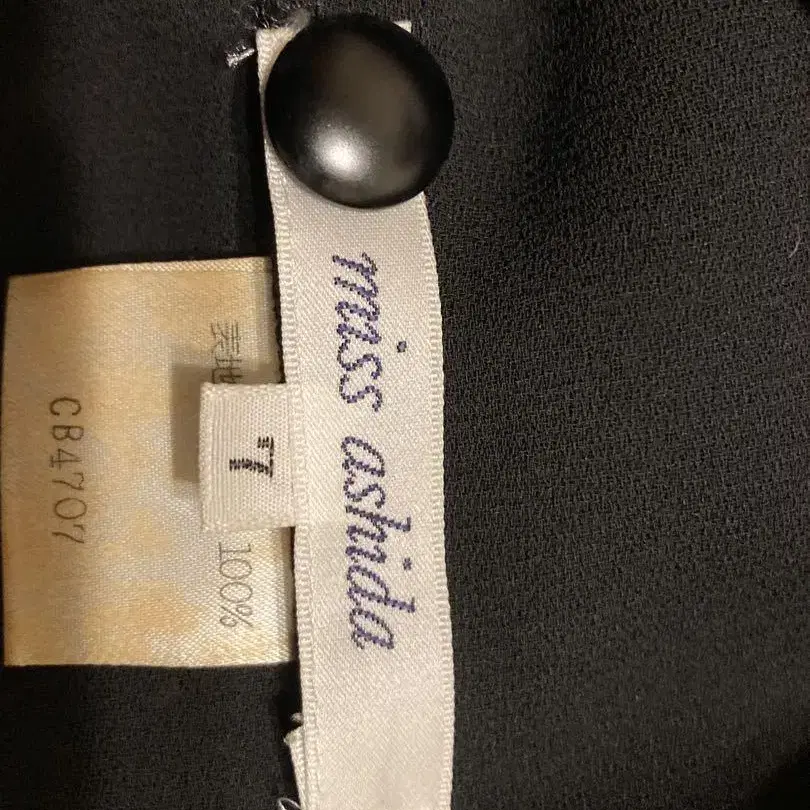 miss ashida
7
表地 100%
CB4707